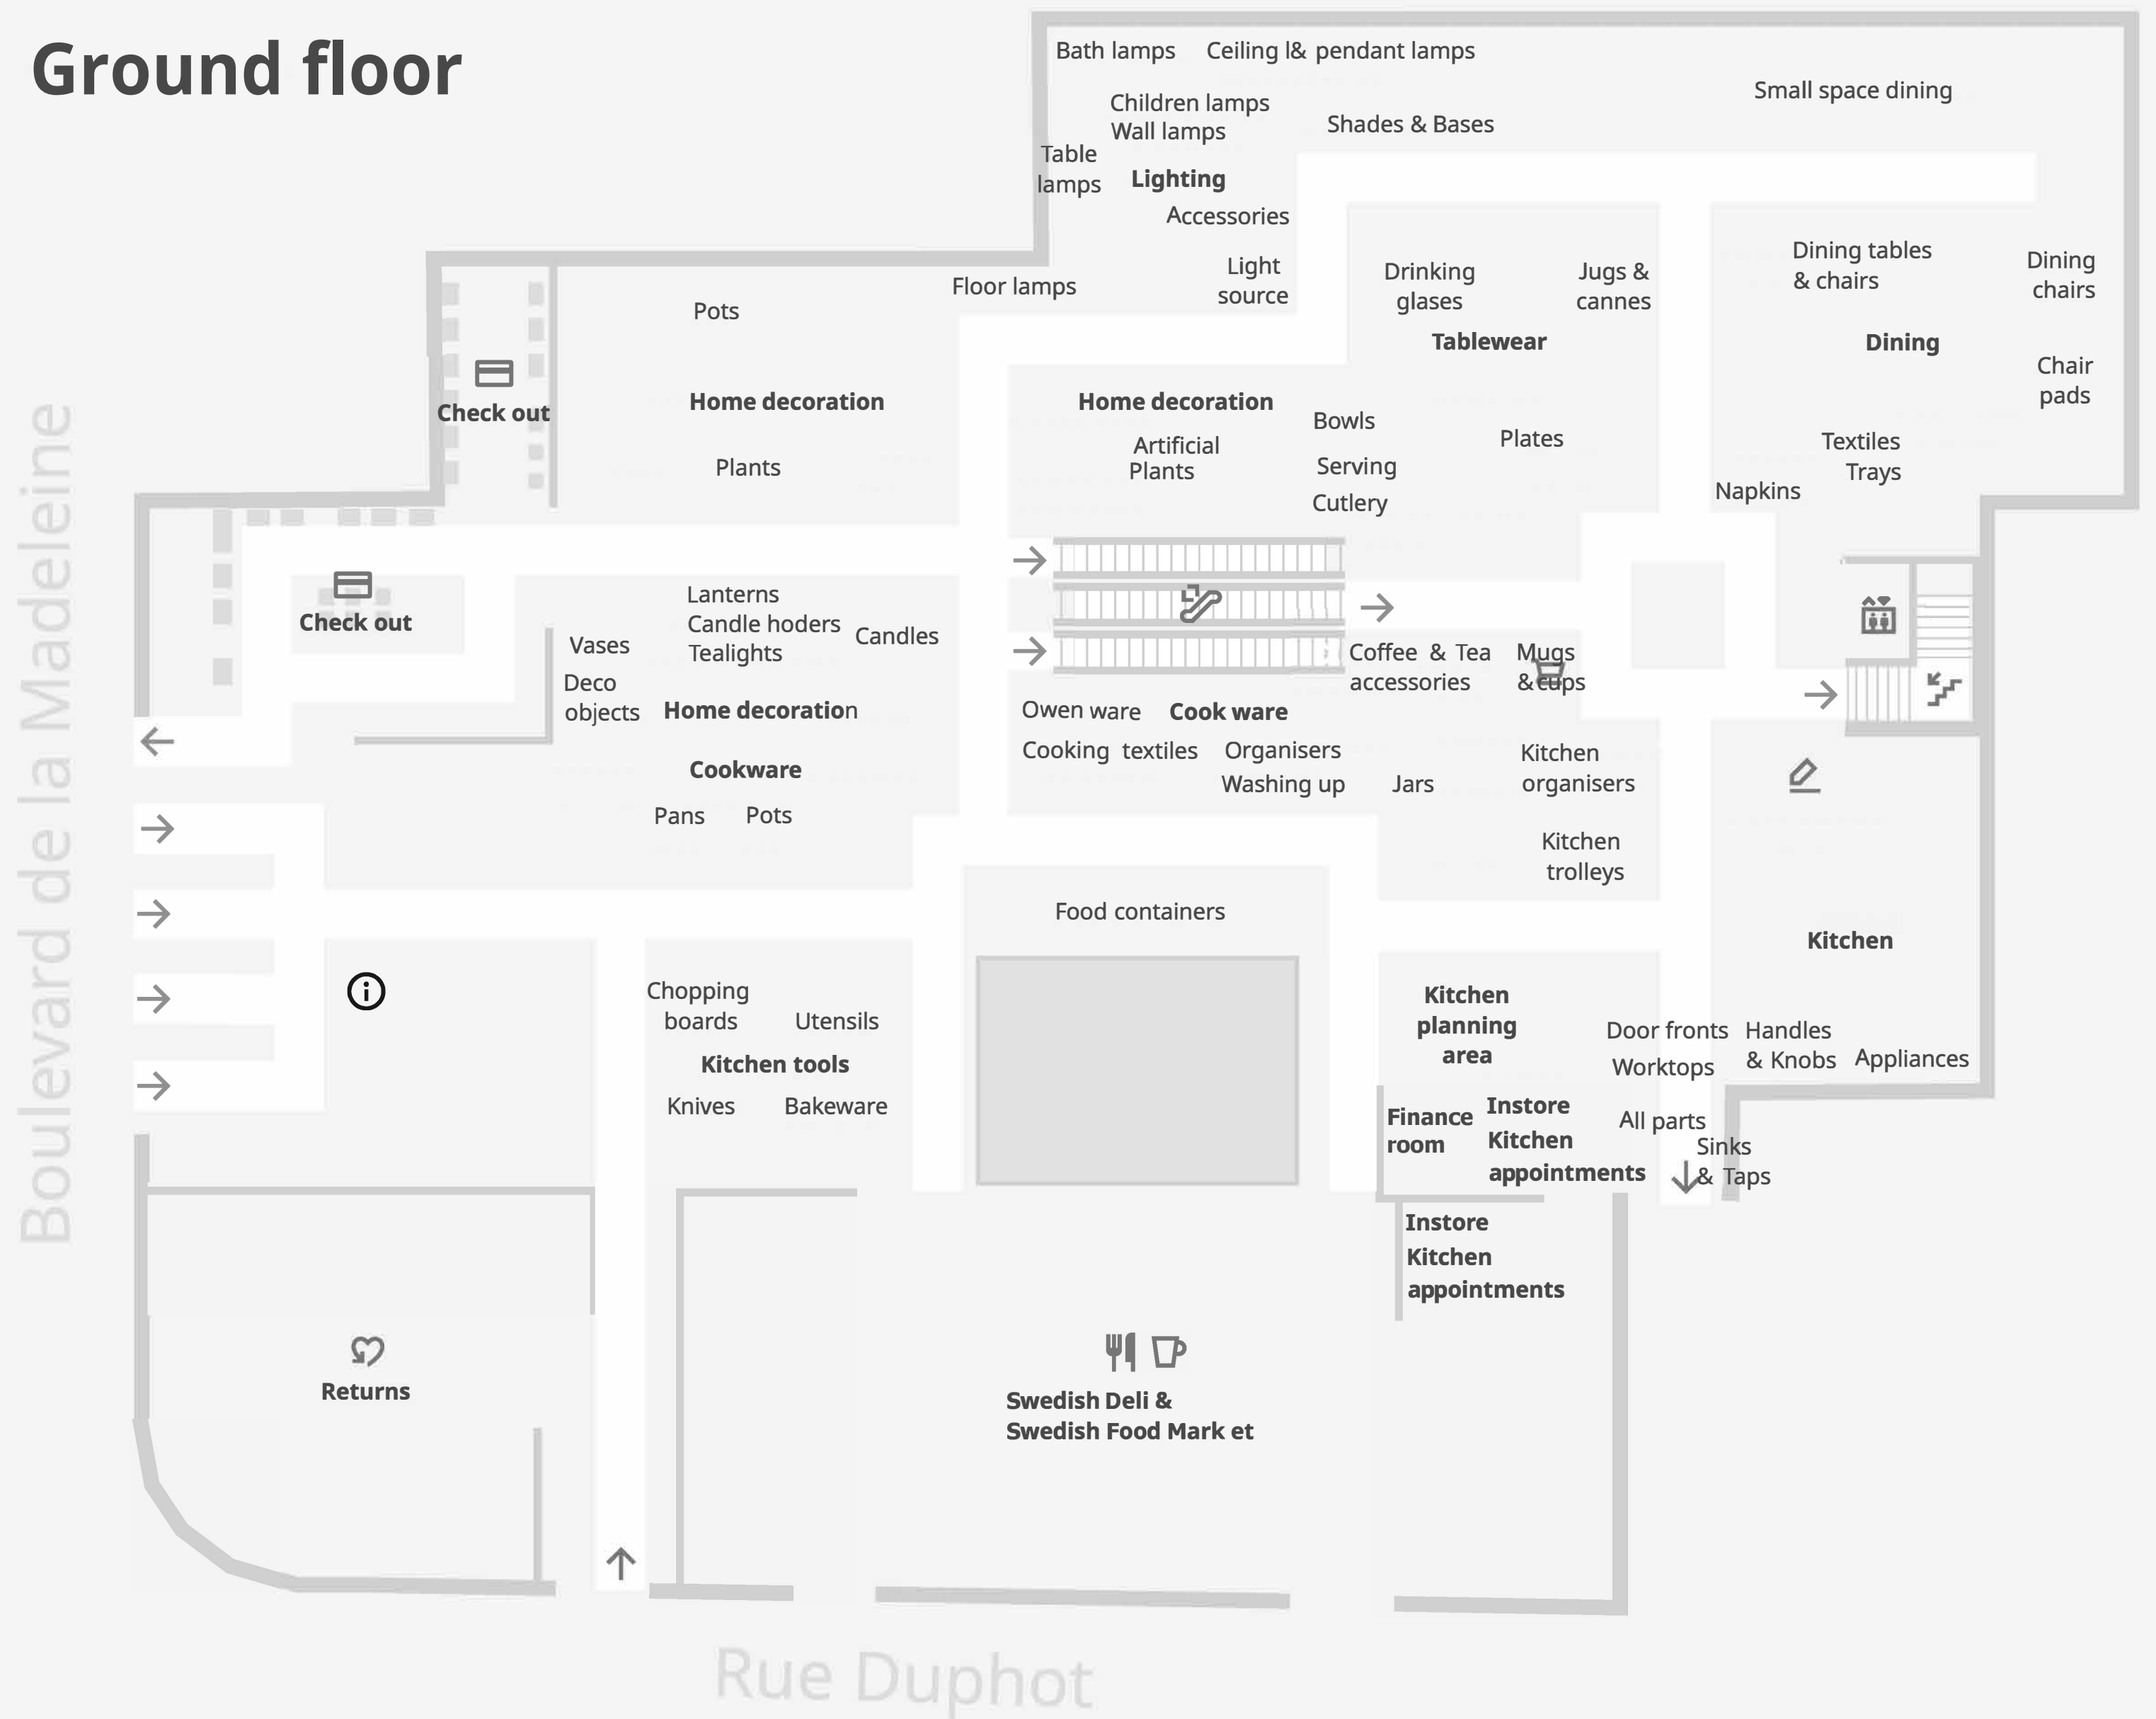 Ground floor
Bath lamps
Ceiling l& pendant lamps
Small space dining
Children lamps
Wall lamps
Shades & Bases
Table
lamps
Lighting
Accessories
Light
source
Floor lamps
Pots
Drinking
glases
Jugs &
cannes
Tablewear
Dining tables
& chairs
Dining
chairs
Dining
Chair
pads
Check out
Home decoration
Plants
Home decoration
Artificial
Plants
Bowls
Serving
Cutlery
Plates
Textiles
Trays
Napkins
Check out
Lanterns
Candle hoders
Tealights
Candles
Vases
Deco
objects
Home decoration
Cookware
Pans
Pots
Coffee & Tea
accessories
Mugs
&cups
Owen ware
Cook ware
Cooking textiles
Organisers
Washing up
Jars
Kitchen
organisers
Kitchen
trolleys
Food containers
Kitchen
Chopping
boards
Utensils
Kitchen tools
Knives
Bakeware
Kitchen
planning
area
Door fronts
Worktops
Handles
& Knobs
Appliances
Finance
room
Instore
Kitchen
appointments
All parts
Sinks
& Taps
Instore
Kitchen
appointments
Returns
Swedish Deli &
Swedish Food Mark et
Boulevard de la Madeleine
Rue Duphot